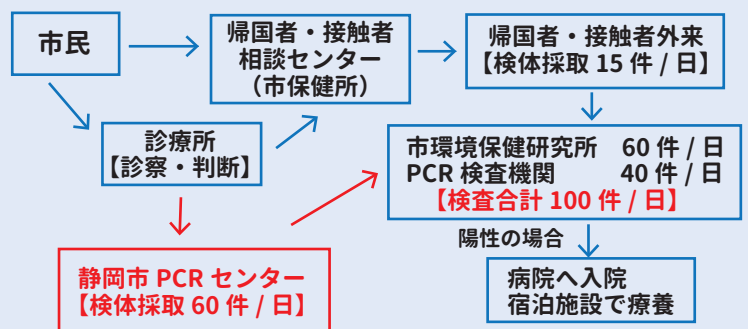 市民
帰国者・接触者
相談センター
（市保健所）
帰国者・接触者外来
【検体採取 15 件 / 日】
診療所
【診察・判断】
市環境保健研究所　60 件 / 日
PCR 検査機関　40 件 / 日
【検査合計 100 件 / 日】
静岡市 PCR センター
【検体採取 60 件 / 日】
陽性の場合
病院へ入院
宿泊施設で療養